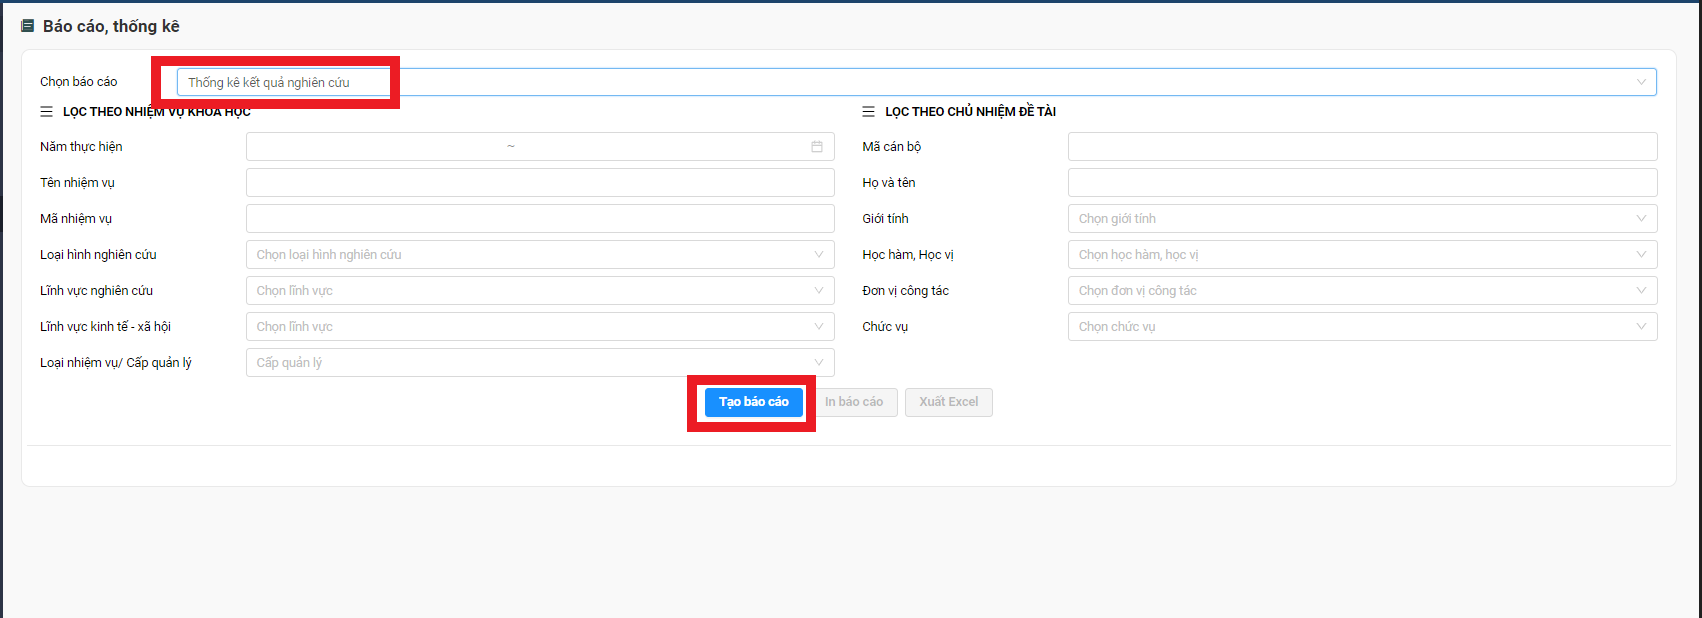 Báo cáo, thống kê
Chọn báo cáo
Thống kê kết quả nghiên cứu
LỌC THEO NHIỆM VỤ KHOA HỌC
Năm thực hiện
~
Tên nhiệm vụ
Mã nhiệm vụ
Loại hình nghiên cứu
Chọn loại hình nghiên cứu
Lĩnh vực nghiên cứu
Chọn lĩnh vực
Lĩnh vực kinh tế - xã hội
Chọn lĩnh vực
Loại nhiệm vụ/ Cấp quản lý
Cấp quản lý
LỌC THEO CHỦ NHIỆM ĐỀ TÀI
Mã cán bộ
Họ và tên
Giới tính
Chọn giới tính
Học hàm, Học vị
Chọn học hàm, học vị
Đơn vị công tác
Chọn đơn vị công tác
Chức vụ
Chọn chức vụ
Tạo báo cáo
In báo cáo
Xuất Excel